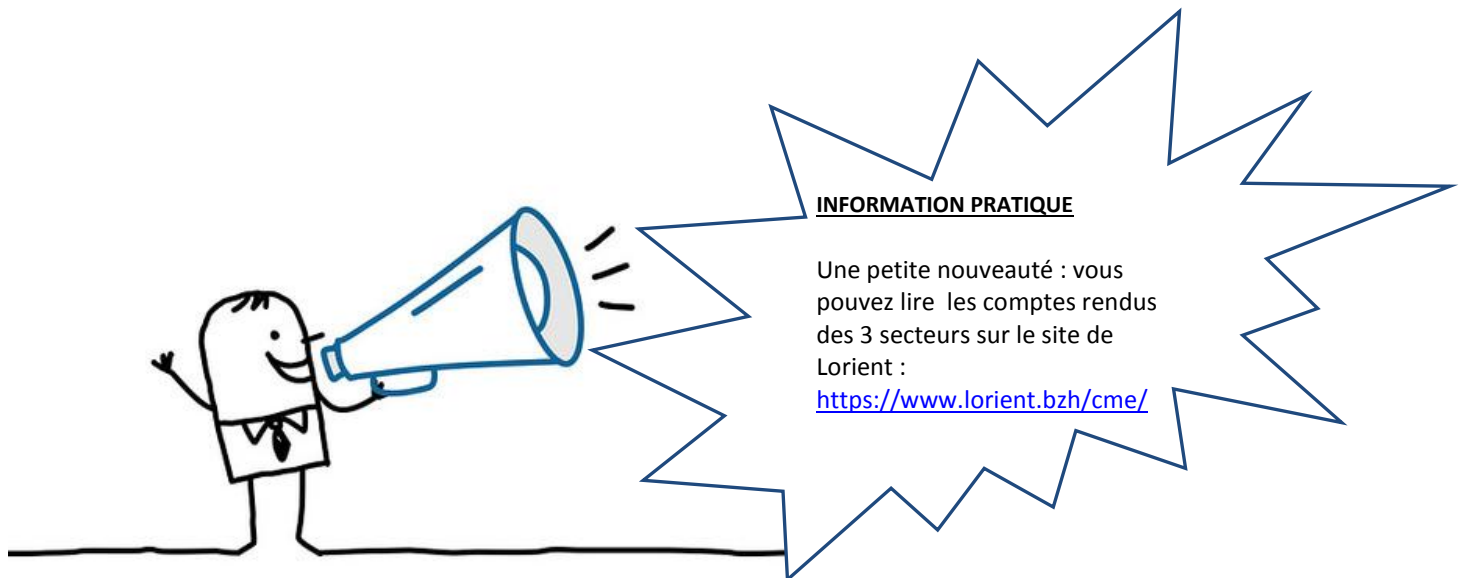 INFORMATION PRATIQUE
Une petite nouveauté : vous
pouvez lire  les comptes rendus
des 3 secteurs sur le site de
Lorient :
https://www.lorient.bzh/cme/